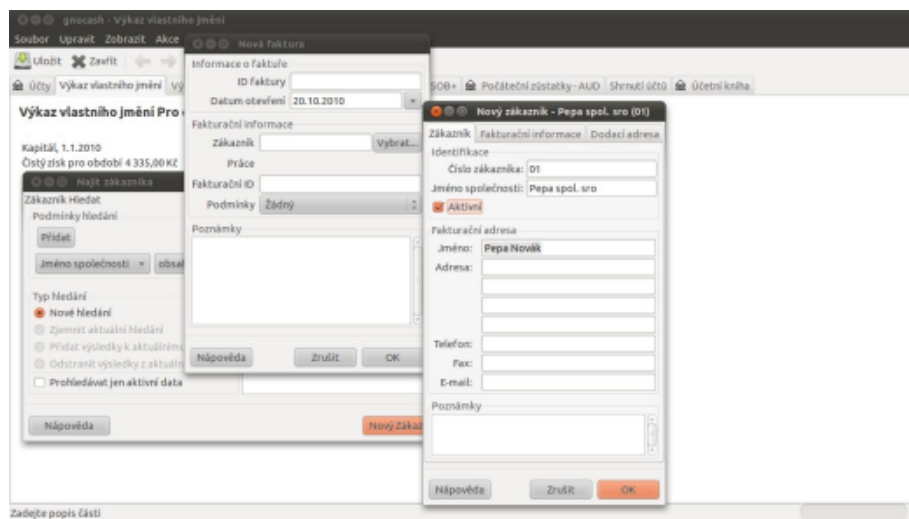 gnucash - Výkaz vlastního jmění
Soubor Upravit Zobrazit Akce
Uložit Zavřít
Účty Výkaz vlastního jmění Vý SOB+ Počáteční zůstatky - AUD Shrnutí účtů Účetní kniha
Výkaz vlastního jmění Pro
Kapitál, 1.1.2010
Čistý zisk pro období 4 335,00 Kč
Najít zákazníka
Zákazník Hledat
Podmínky hledání
Přidat
Jméno společnosti obsah
Typ hledání
Nové hledání
Zjemnit aktuální hledání
Přidat výsledky k aktuálnímu
Odstranit výsledky z aktuáln
Prohledávat jen aktivní data
Nápověda Nový Zákaz
Nová faktura
Informace o faktuře
ID faktury
Datum otevření 20.10.2010
Fakturační informace
Zákazník Vybrat...
Práce
Fakturační ID
Podmínky Žádný
Poznámky
Nápověda Zrušit OK
Nový zákazník - Pepa spol. sro (01)
Zákazník Fakturační informace Dodací adresa
Identifikace
Číslo zákazníka: 01
Jméno společnosti: Pepa spol. sro
Aktivní
Fakturační adresa
Jméno: Pepa Novák
Adresa:
Telefon:
Fax:
E-mail:
Poznámky
Nápověda Zrušit OK
Zadejte popis části